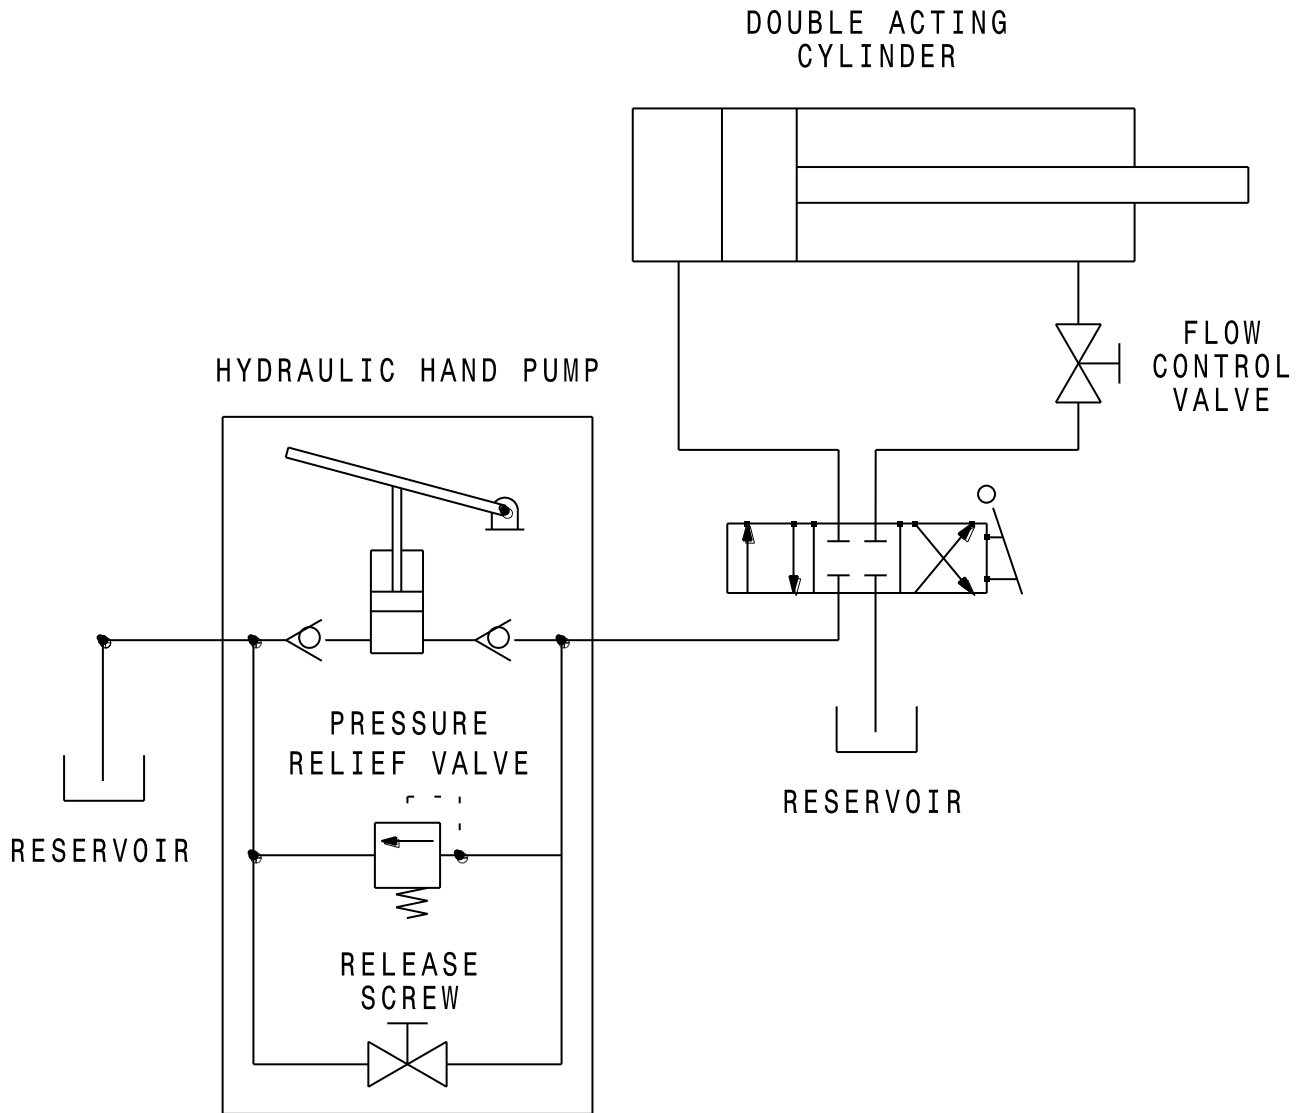 DOUBLE ACTING
CYLINDER
FLOW
CONTROL
VALVE
HYDRAULIC HAND PUMP
PRESSURE
RELIEF VALVE
RESERVOIR
RESERVOIR
RELEASE
SCREW